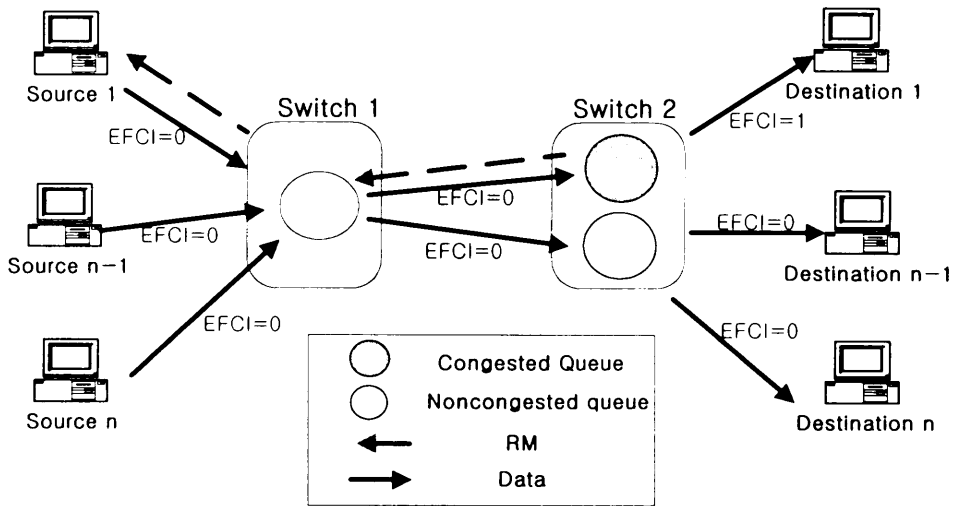 Source 1
EFCI=0
Switch 1
Switch 2
Destination 1
EFCI=1
Source n-1
EFCI=0
EFCI=0
EFCI=0
EFCI=0
Destination n-1
Source n
EFCI=0
EFCI=0
Destination n
Congested Queue
Noncongested queue
RM
Data